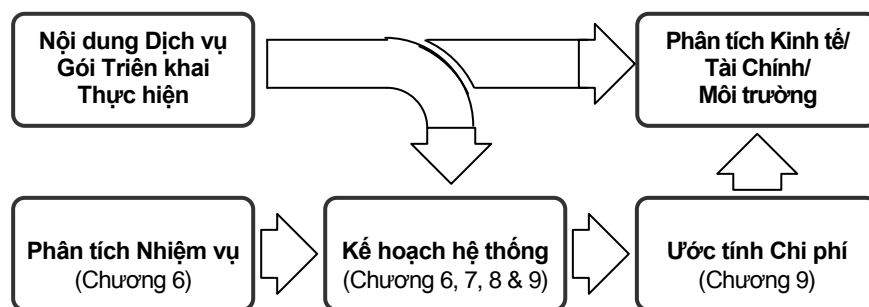 Nội dung Dịch vụ
Gói Triên khai
Thực hiện
Phân tích Kinh tế/
Tài Chính/
Môi trường
Phân tích Nhiệm vụ
(Chương 6)
Kế hoạch hệ thống
(Chương 6, 7, 8 & 9)
Ước tính Chi phí
(Chương 9)